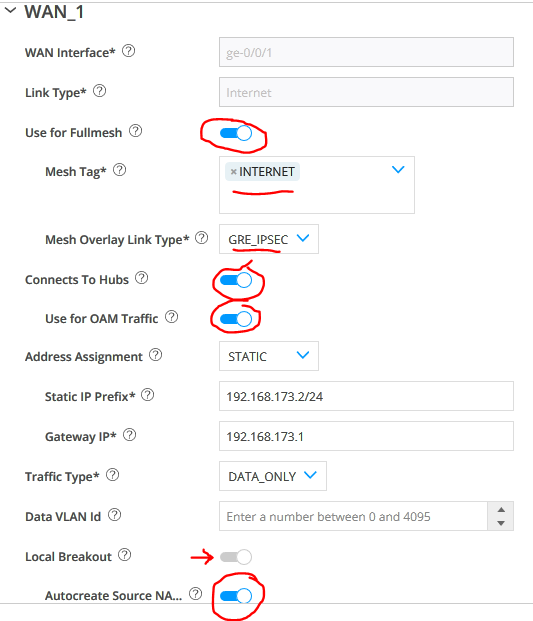 WAN_1
WAN Interface* ge-0/0/1
Link Type* Internet
Use for Fullmesh
Mesh Tag* × INTERNET
Mesh Overlay Link Type* GRE_IPSEC
Connects To Hubs
Use for OAM Traffic
Address Assignment STATIC
Static IP Prefix* 192.168.173.2/24
Gateway IP* 192.168.173.1
Traffic Type* DATA_ONLY
Data VLAN Id Enter a number between 0 and 4095
Local Breakout
Autocreate Source NA...